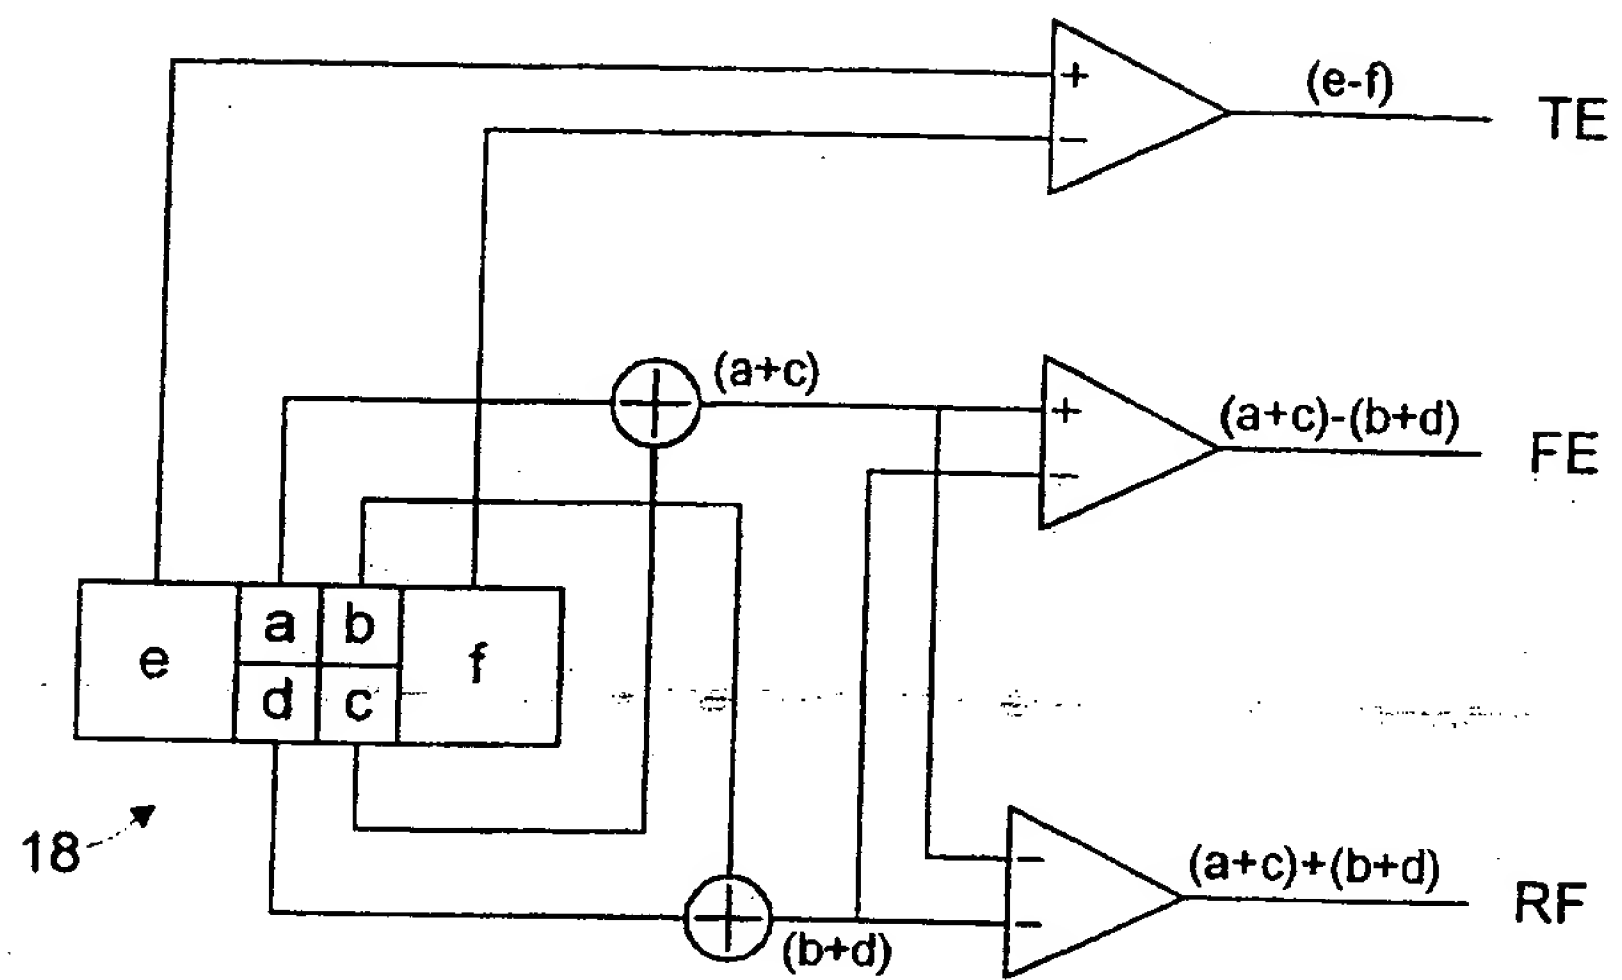 +
−
(e-f)
TE
(a+c)
+
−
(a+c)-(b+d)
FE
e
a
b
f
d
c
18
−
−
(a+c)+(b+d)
RF
(b+d)